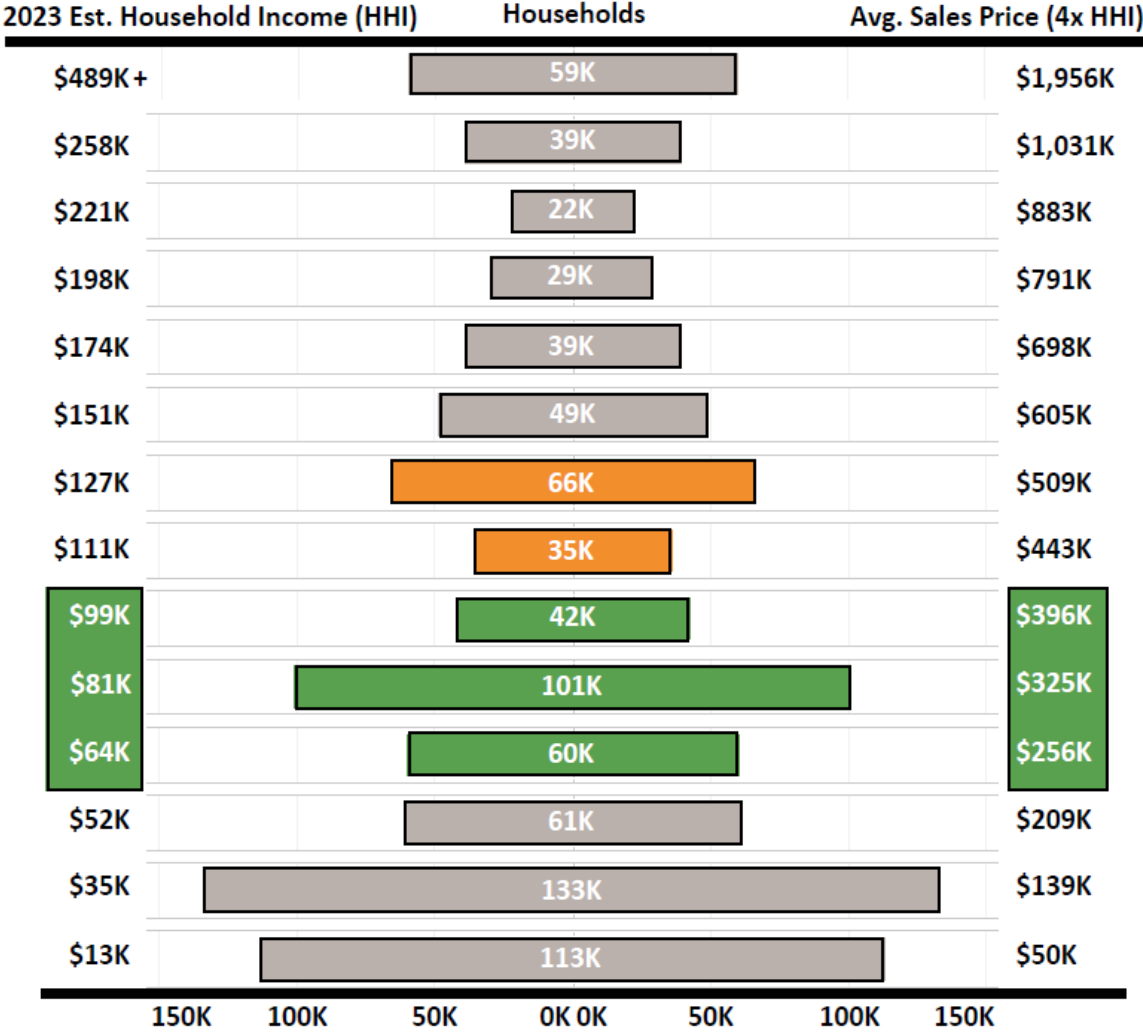 2023 Est. Household Income (HHI) Households Avg. Sales Price (4x HHI)
$489K+ 59K $1,956K
$258K 39K $1,031K
$221K 22K $883K
$198K 29K $791K
$174K 39K $698K
$151K 49K $605K
$127K 66K $509K
$111K 35K $443K
$99K 42K $396K
$81K 101K $325K
$64K 60K $256K
$52K 61K $209K
$35K 133K $139K
$13K 113K $50K
150K 100K 50K 0K 0K 50K 100K 150K